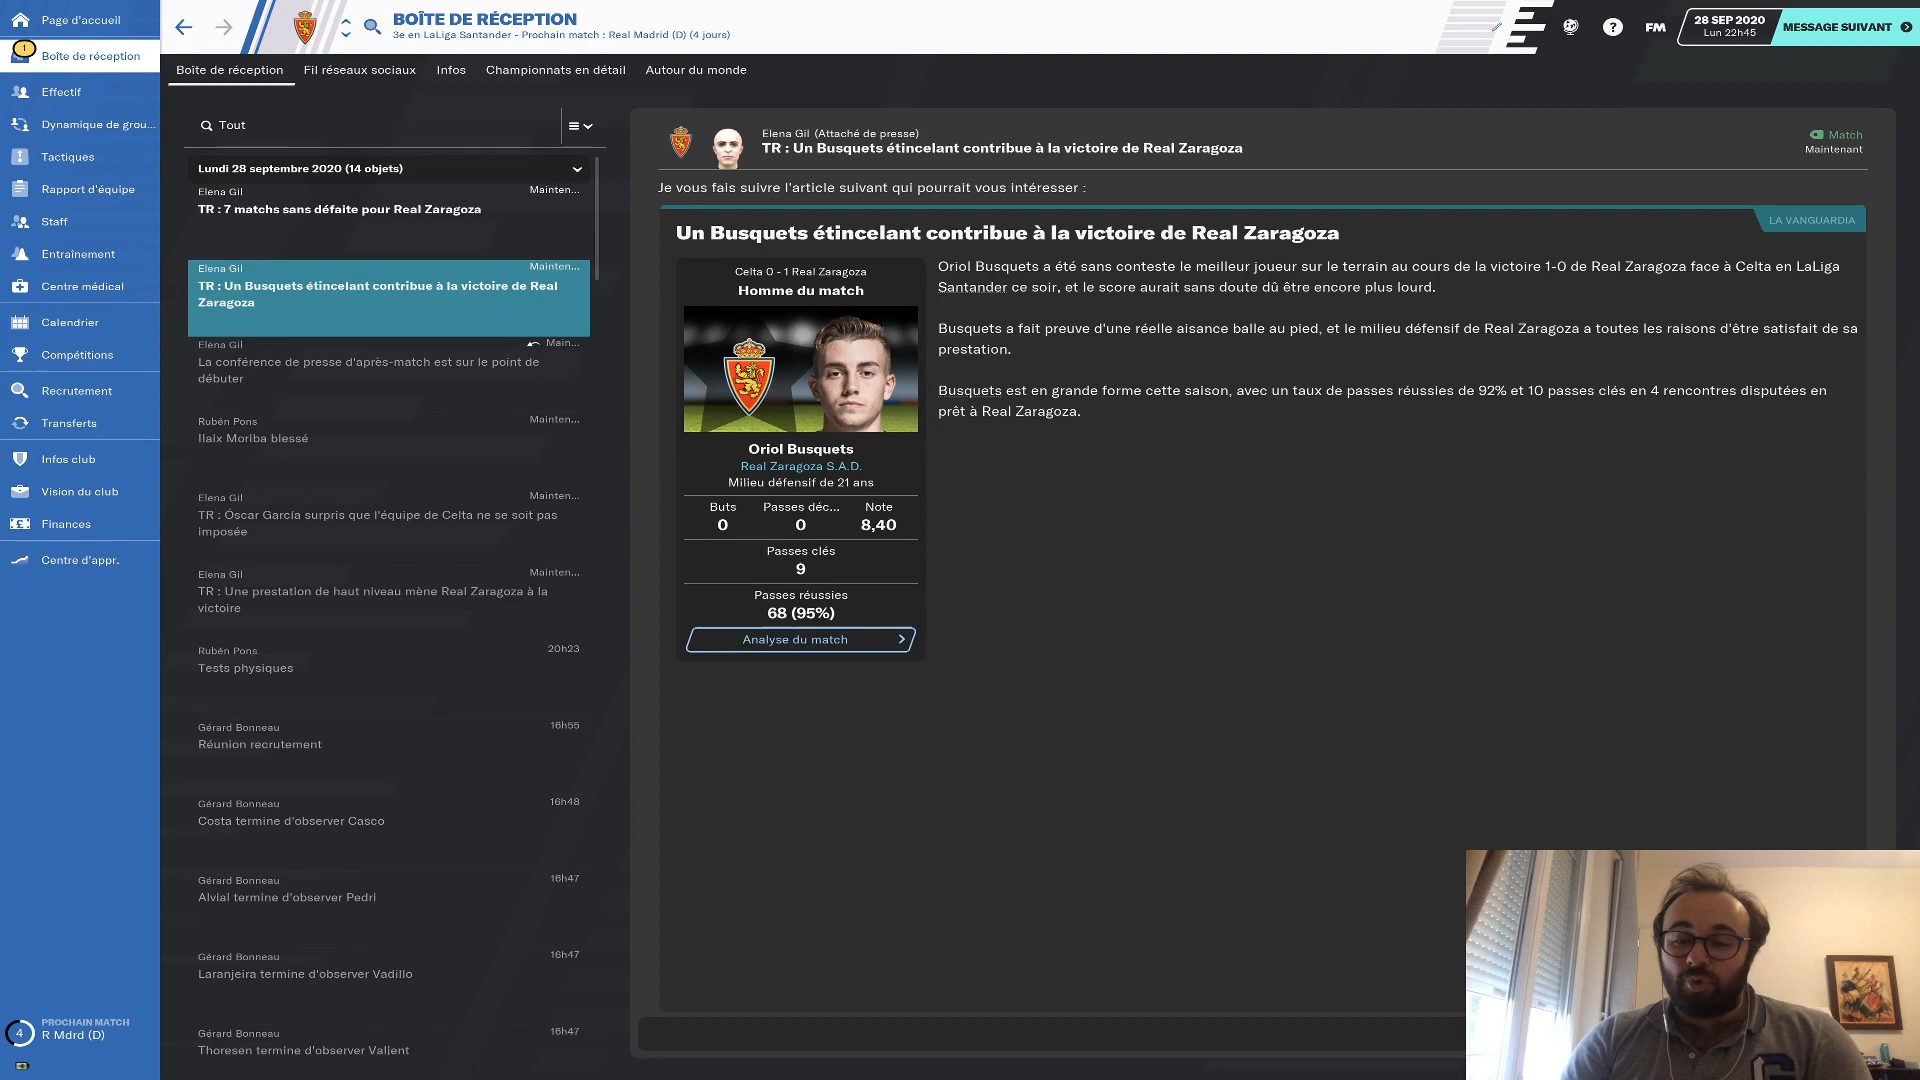 Page d'accueil
1
Boîte de réception
Effectif
Dynamique de grou...
Tactiques
Rapport d'équipe
Staff
Entraînement
Centre médical
Calendrier
Compétitions
Recrutement
Transferts
Infos club
Vision du club
Finances
Centre d'appr.
PROCHAIN MATCH
4
R Mdrd (D)
BOÎTE DE RÉCEPTION
3e en LaLiga Santander - Prochain match : Real Madrid (D) (4 jours)
?
FM
28 SEP 2020
Lun 22h45
MESSAGE SUIVANT
Boîte de réception Fil réseaux sociaux Infos Championnats en détail Autour du monde
Tout
Lundi 28 septembre 2020 (14 objets)
Elena Gil Mainten...
TR : 7 matchs sans défaite pour Real Zaragoza
Elena Gil Mainten...
TR : Un Busquets étincelant contribue à la victoire de Real
Zaragoza
Elena Gil Main...
La conférence de presse d'après-match est sur le point de
débuter
Rubén Pons Mainten...
Ilaix Moriba blessé
Elena Gil Mainten...
TR : Óscar García surpris que l'équipe de Celta ne se soit pas
imposée
Elena Gil Mainten...
TR : Une prestation de haut niveau mène Real Zaragoza à la
victoire
Rubén Pons 20h23
Tests physiques
Gérard Bonneau 16h55
Réunion recrutement
Gérard Bonneau 16h48
Costa termine d'observer Casco
Gérard Bonneau 16h47
Alvial termine d'observer Pedri
Gérard Bonneau 16h47
Laranjeira termine d'observer Vadillo
Gérard Bonneau 16h47
Thoresen termine d'observer Valjent
Elena Gil (Attaché de presse)
TR : Un Busquets étincelant contribue à la victoire de Real Zaragoza
Match
Maintenant
Je vous fais suivre l'article suivant qui pourrait vous intéresser :
LA VANGUARDIA
Un Busquets étincelant contribue à la victoire de Real Zaragoza
Celta 0 - 1 Real Zaragoza
Homme du match
Oriol Busquets
Real Zaragoza S.A.D.
Milieu défensif de 21 ans
Buts Passes déc... Note
0 0 8,40
Passes clés
9
Passes réussies
68 (95%)
Analyse du match
Oriol Busquets a été sans conteste le meilleur joueur sur le terrain au cours de la victoire 1-0 de Real Zaragoza face à Celta en LaLiga
Santander ce soir, et le score aurait sans doute dû être encore plus lourd.
Busquets a fait preuve d'une réelle aisance balle au pied, et le milieu défensif de Real Zaragoza a toutes les raisons d'être satisfait de sa
prestation.
Busquets est en grande forme cette saison, avec un taux de passes réussies de 92% et 10 passes clés en 4 rencontres disputées en
prêt à Real Zaragoza.